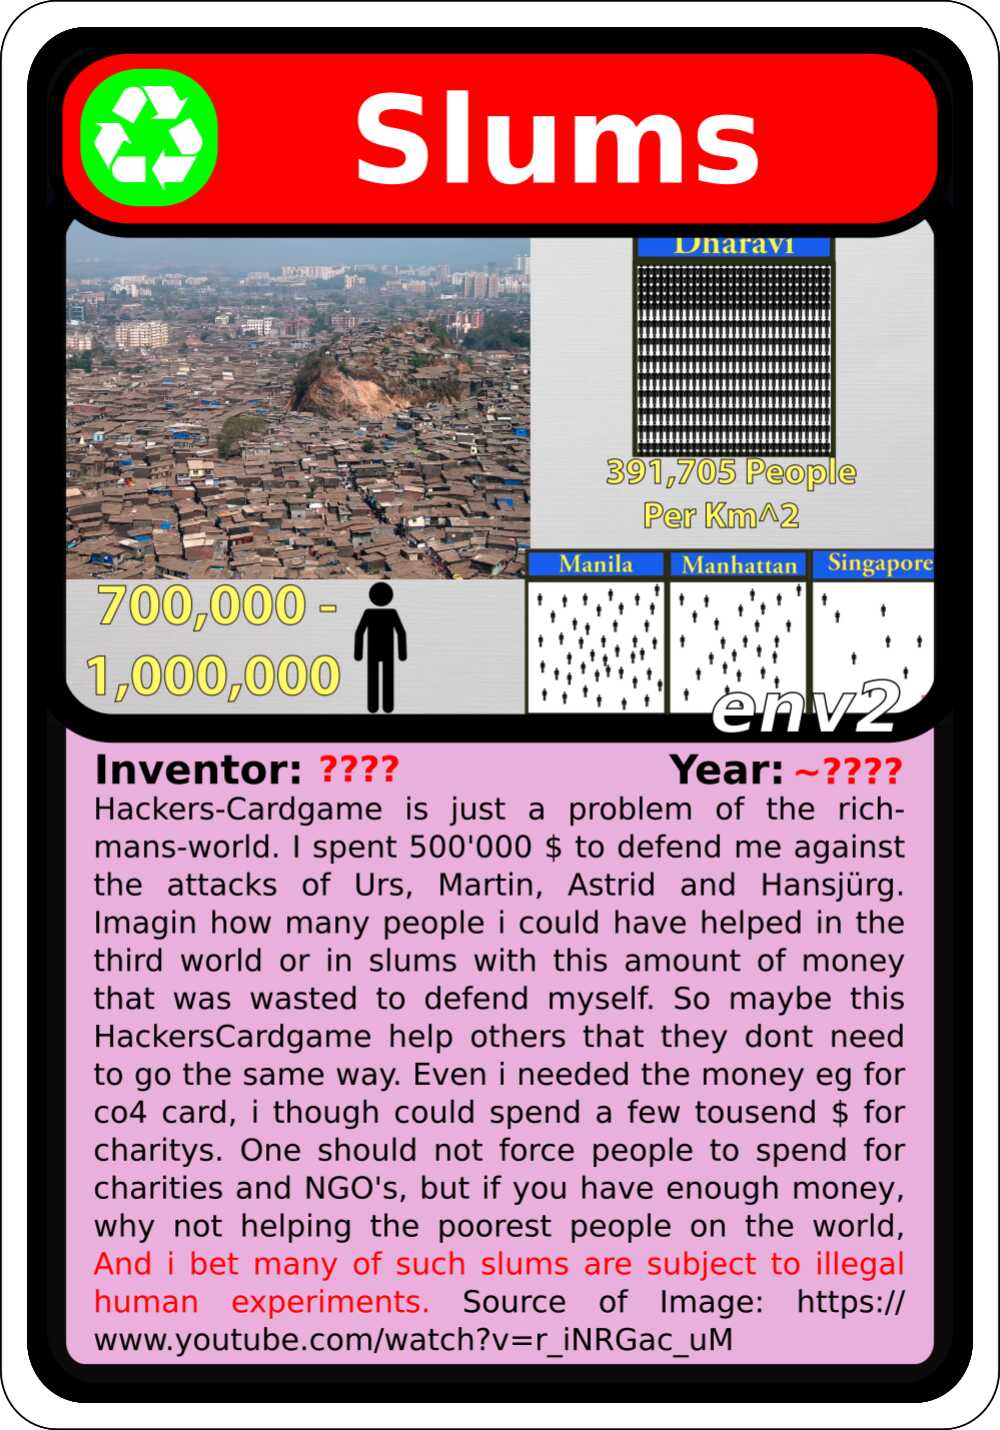 Slums
Dharavi
391,705 People
Per Km^2
Manila
Manhattan
Singapore
700,000 -
1,000,000
env2
Inventor: ????
Year: ~????
Hackers-Cardgame is just a problem of the rich-
mans-world. I spent 500'000 $ to defend me against
the attacks of Urs, Martin, Astrid and Hansjürg.
Imagin how many people i could have helped in the
third world or in slums with this amount of money
that was wasted to defend myself. So maybe this
HackersCardgame help others that they dont need
to go the same way. Even i needed the money eg for
co4 card, i though could spend a few tousend $ for
charitys. One should not force people to spend for
charities and NGO's, but if you have enough money,
why not helping the poorest people on the world,
And i bet many of such slums are subject to illegal
human experiments. Source of Image: https://
www.youtube.com/watch?v=r_iNRGac_uM